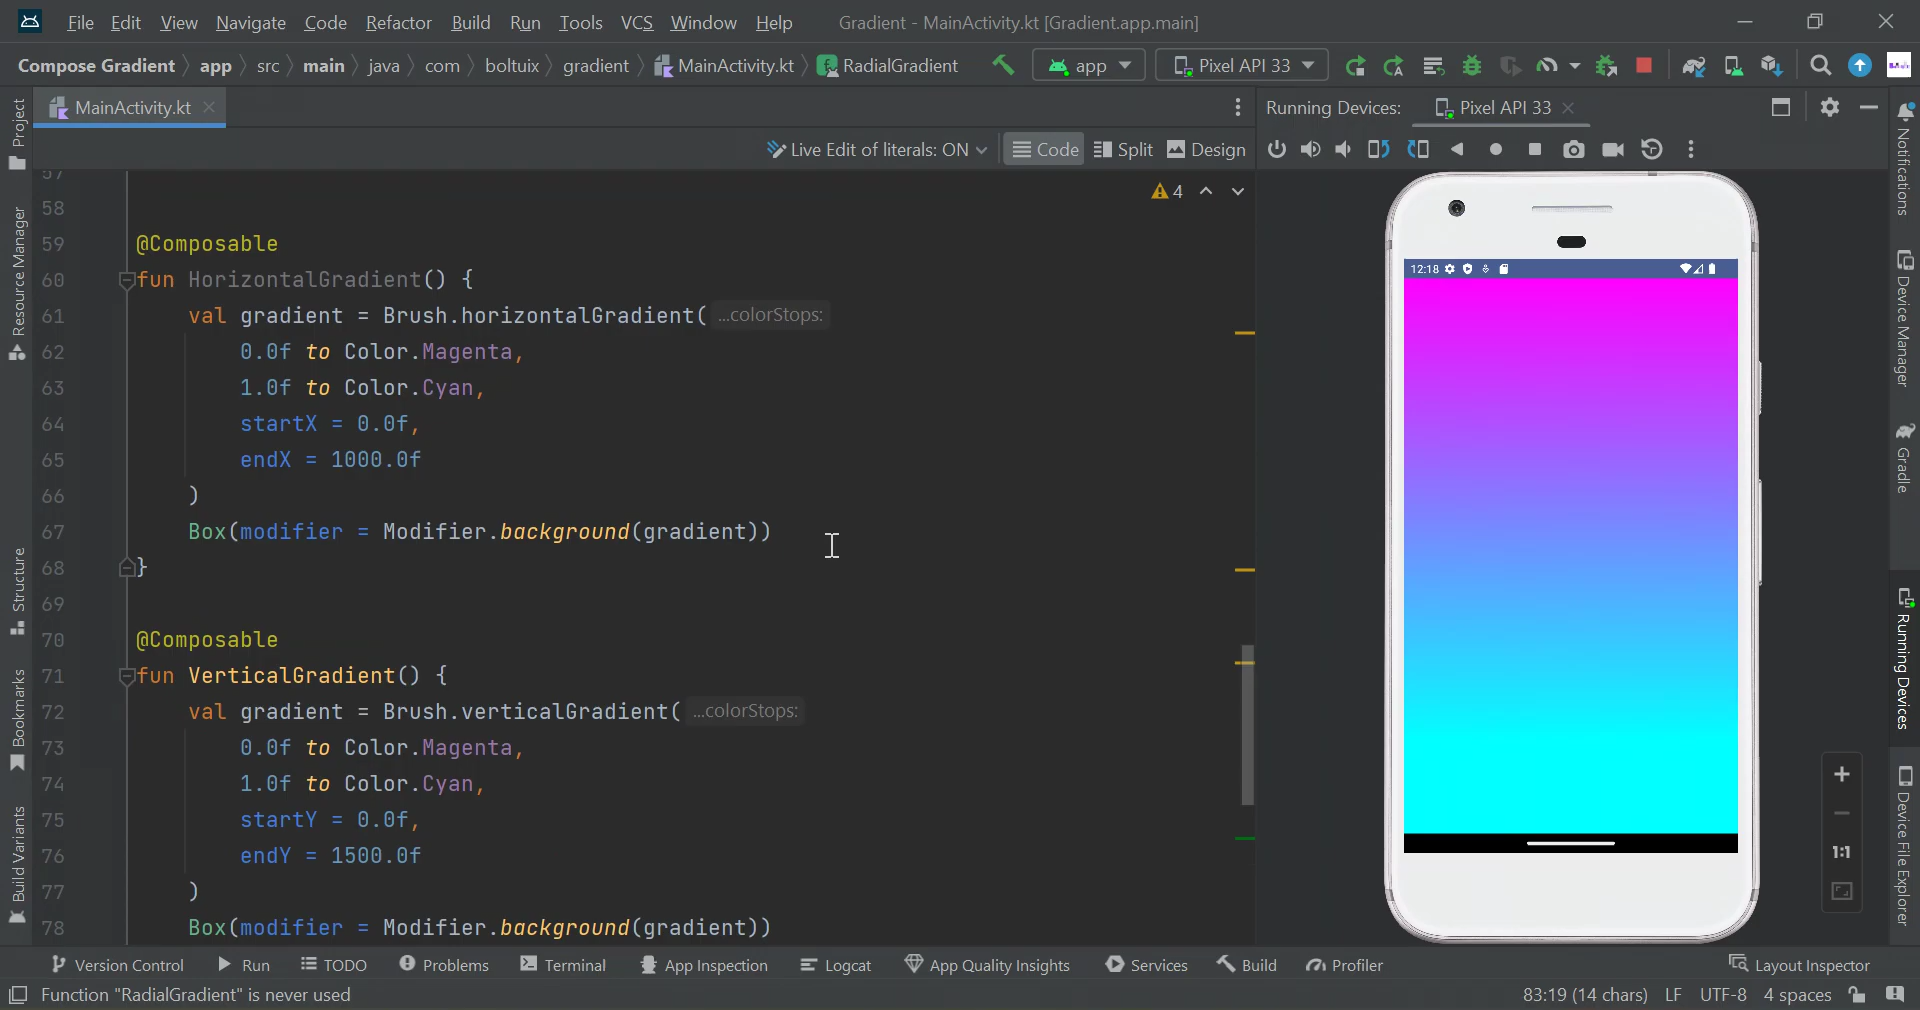 File Edit View Navigate Code Refactor Build Run Tools VCS Window Help Gradient - MainActivity.kt [Gradient.app.main]
Compose Gradient app src main java com boltuix gradient MainActivity.kt RadialGradient app Pixel API 33
MainActivity.kt Running Devices: Pixel API 33
Live Edit of literals: ON Code Split Design
57
4
58
59 @Composable
60 fun HorizontalGradient() {
61 val gradient = Brush.horizontalGradient( ...colorStops:
62 0.0f to Color.Magenta,
63 1.0f to Color.Cyan,
64 startX = 0.0f,
65 endX = 1000.0f
66 )
67 Box(modifier = Modifier.background(gradient))
68 }
69
70 @Composable
71 fun VerticalGradient() {
72 val gradient = Brush.verticalGradient( ...colorStops:
73 0.0f to Color.Magenta,
74 1.0f to Color.Cyan,
75 startY = 0.0f,
76 endY = 1500.0f
77 )
78 Box(modifier = Modifier.background(gradient))
Project
Resource Manager
Structure
Bookmarks
Build Variants
12:18
1:1
Notifications
Device Manager
Gradle
Running Devices
Device File Explorer
Version Control Run TODO Problems Terminal App Inspection Logcat App Quality Insights Services Build Profiler Layout Inspector
Function "RadialGradient" is never used 83:19 (14 chars) LF UTF-8 4 spaces